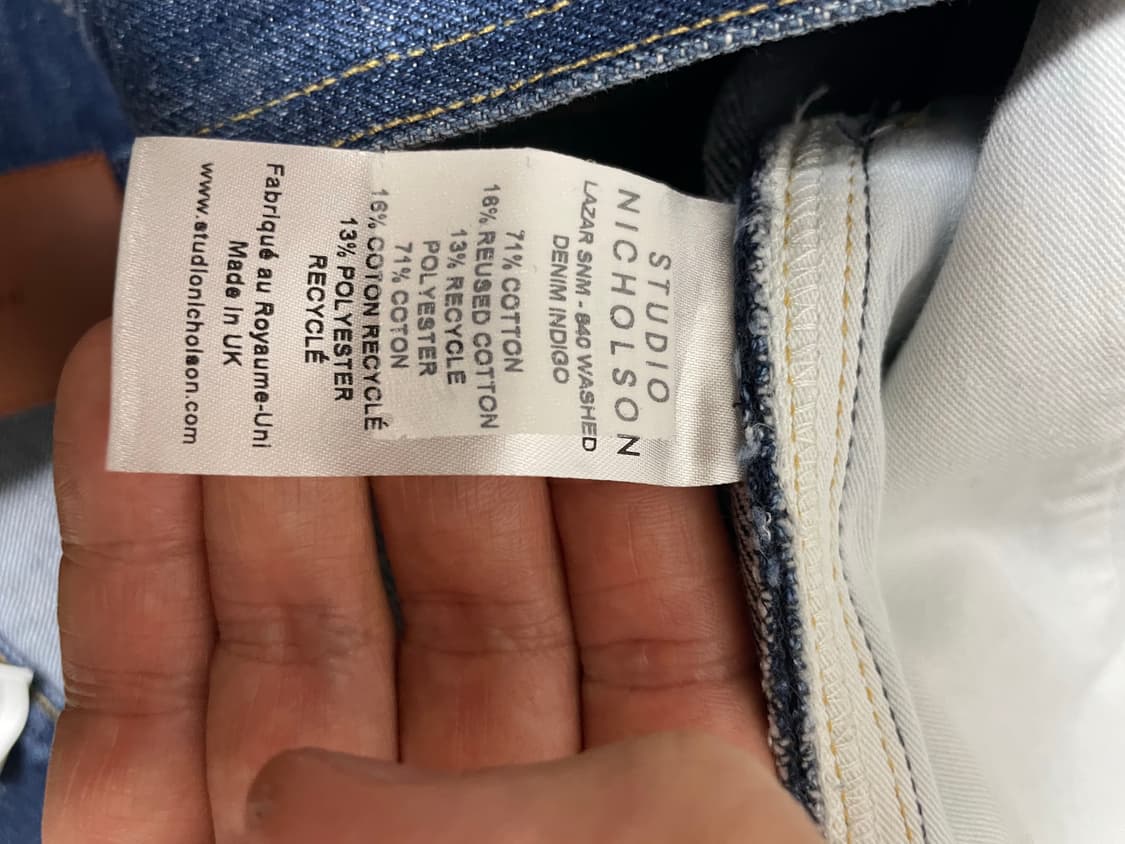 STUDIO
NICHOLSON
LAZAR SNM - 840 WASHED
DENIM INDIGO
71% COTTON
16% REUSED COTTON
13% RECYCLE
POLYESTER
71% COTON
16% COTON RECYCLÉ
13% POLYESTER
RECYCLÉ
Fabriqué au Royaume-Uni
Made in UK
www.studionicholson.com